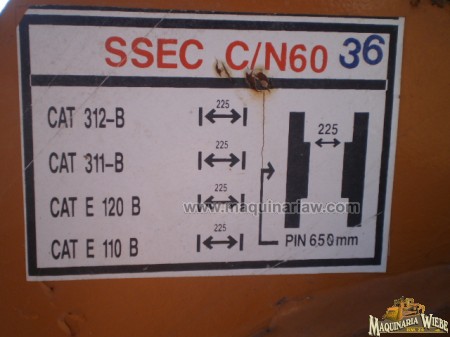 SSEC C/N60 36
CAT 312-B 225
CAT 311-B 225
CAT E 120 B 225
CAT E 110 B 225
225
PIN 650mm
www.maquinariaw.com
MAQUINARIA WIEBE